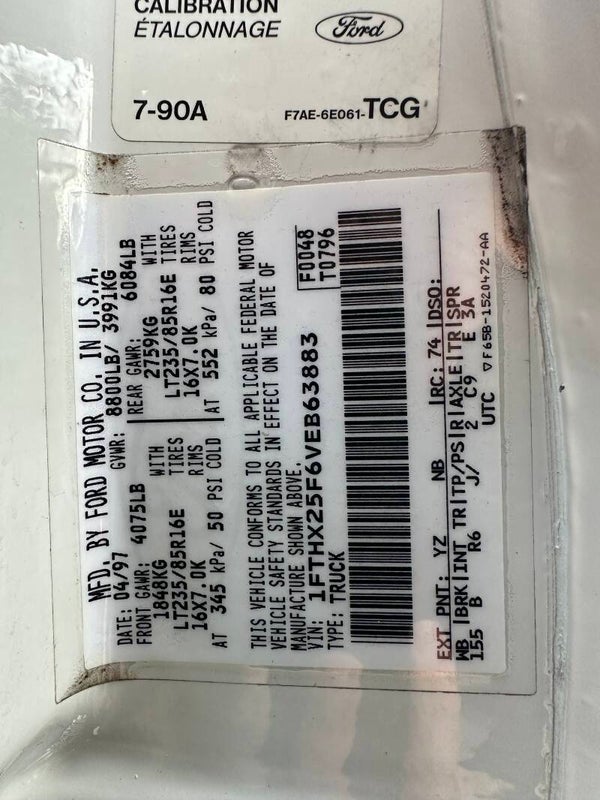 CALIBRATION
ÉTALONNAGE
Ford
7-90A
F7AE-6E061-TCG
MFD. BY FORD MOTOR CO. IN U.S.A.
DATE: 04/97 GVWR: 8800LB/ 3991KG
FRONT GAWR: 4075LB REAR GAWR: 6084LB
1848KG WITH 2759KG WITH
LT235/85R16E TIRES LT235/85R16E TIRES
16X7.0K RIMS 16X7.0K RIMS
AT 345 kPa/ 50 PSI COLD AT 552 kPa/ 80 PSI COLD
THIS VEHICLE CONFORMS TO ALL APPLICABLE FEDERAL MOTOR
VEHICLE SAFETY STANDARDS IN EFFECT ON THE DATE OF
MANUFACTURE SHOWN ABOVE.
VIN: 1FTHX25F6VEB63883
TYPE: TRUCK
F0048
T0796
EXT PNT: YZ NB RC: 74 DSO:
WB BRK INT TR TP/PS R AXLE TR SPR
155 B R6 J/ 2 C9 E 3A
UTC
▽F65B-1520472-AA